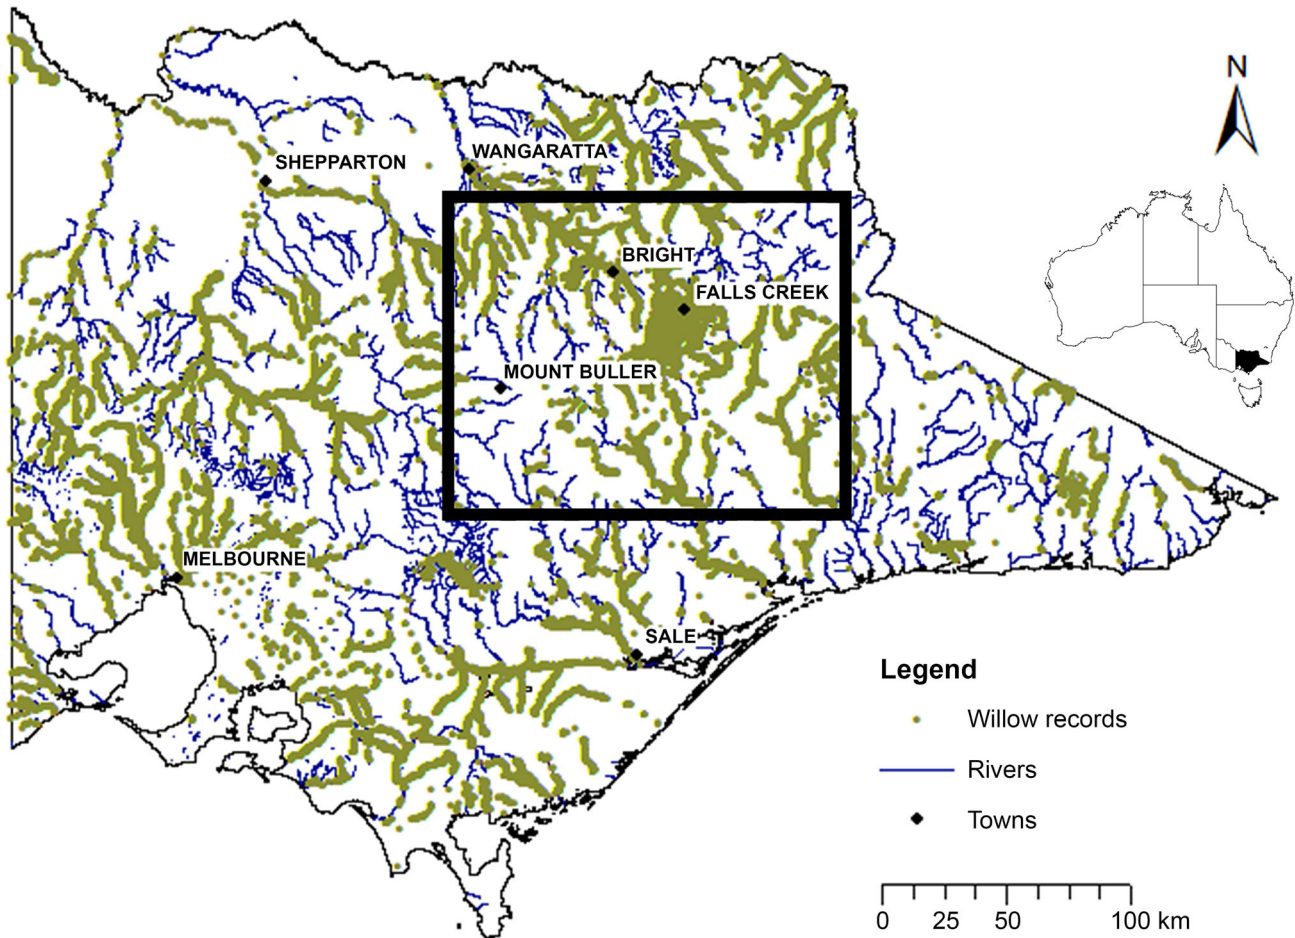 N
SHEPPARTON
WANGARATTA
BRIGHT
FALLS CREEK
MOUNT BULLER
MELBOURNE
SALE
Legend
Willow records
Rivers
Towns
0 25 50 100 km